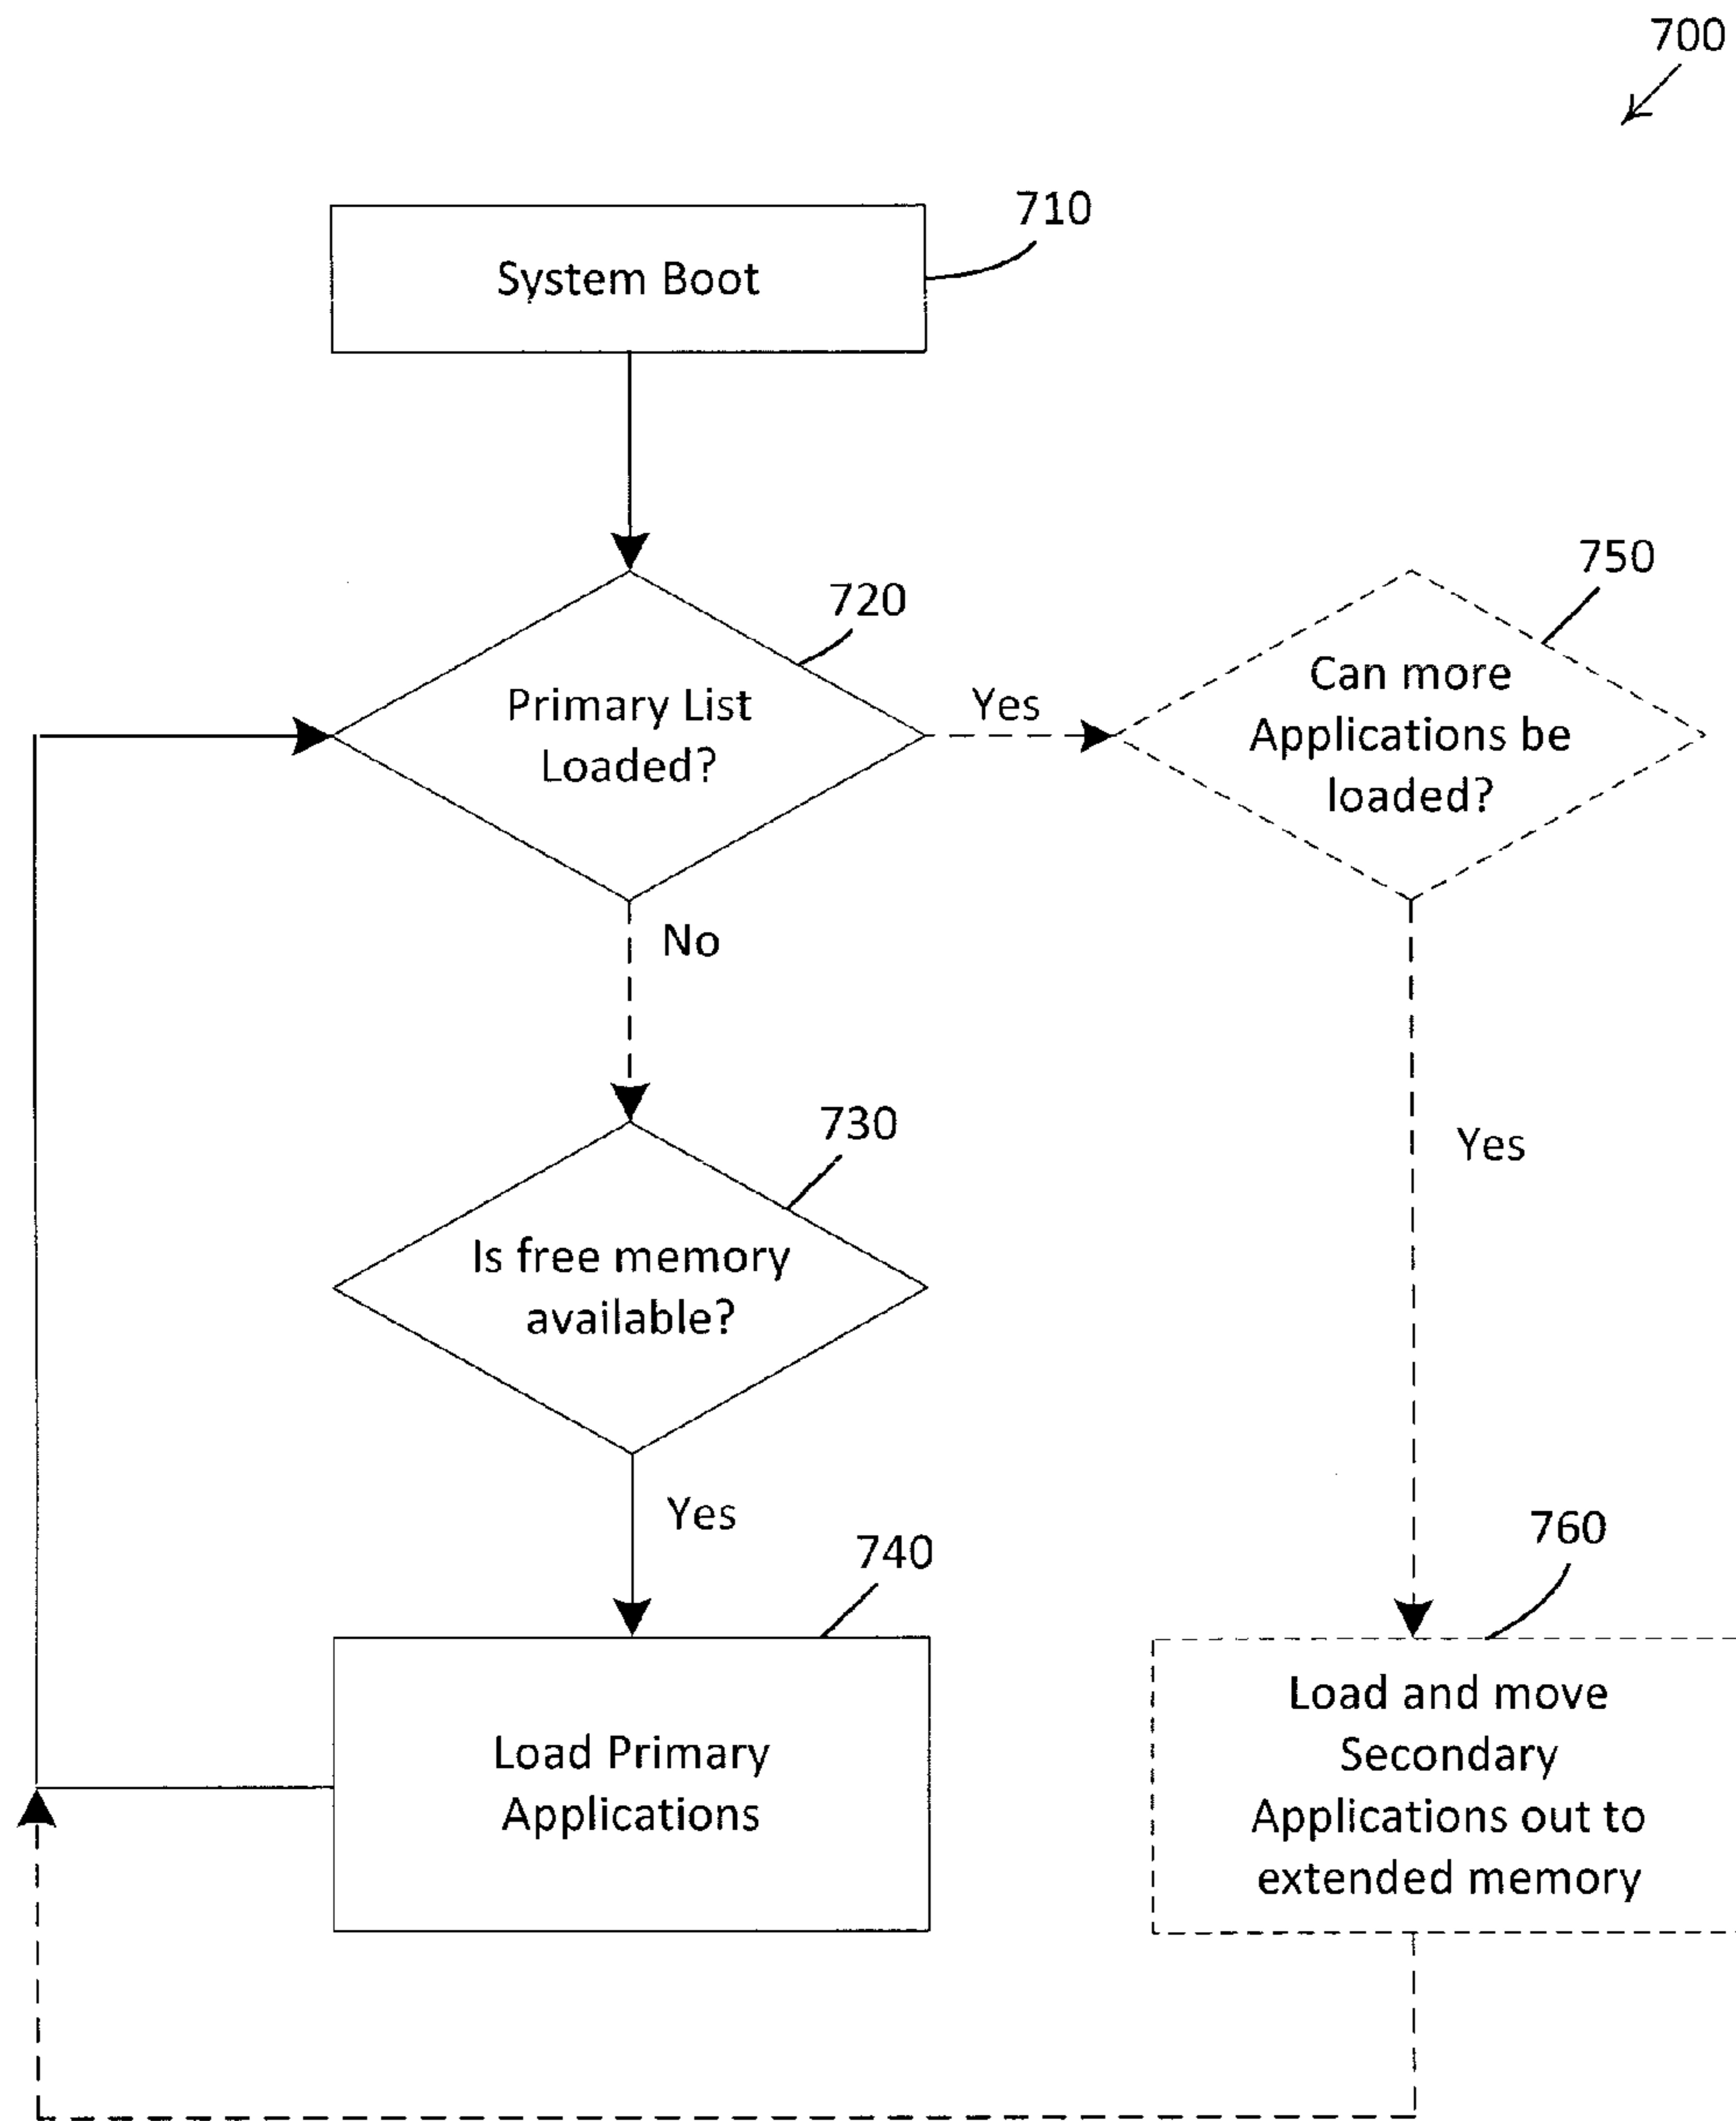 700
710
System Boot
720
750
Primary List
Loaded?
Yes
Can more
Applications be
loaded?
No
730
Is free memory
available?
Yes
Yes
740
760
Load Primary
Applications
Load and move
Secondary
Applications out to
extended memory